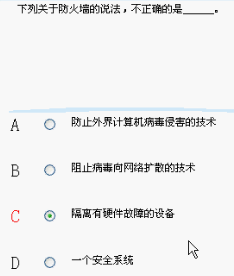 下列关于防火墙的说法，不正确的是______。
A 防止外界计算机病毒侵害的技术
B 阻止病毒向网络扩散的技术
C 隔离有硬件故障的设备
D 一个安全系统